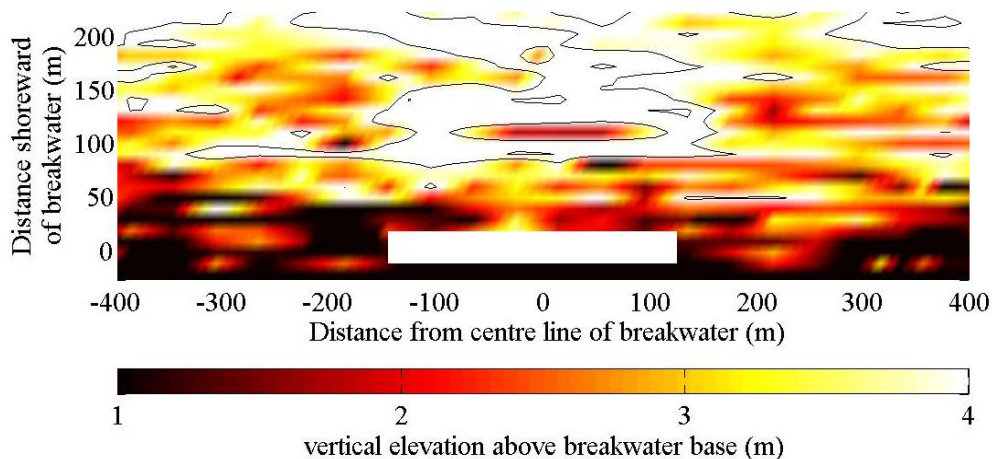 Distance shoreward
of breakwater (m)
200
150
100
50
0
-400 -300 -200 -100 0 100 200 300 400
Distance from centre line of breakwater (m)
1 2 3 4
vertical elevation above breakwater base (m)